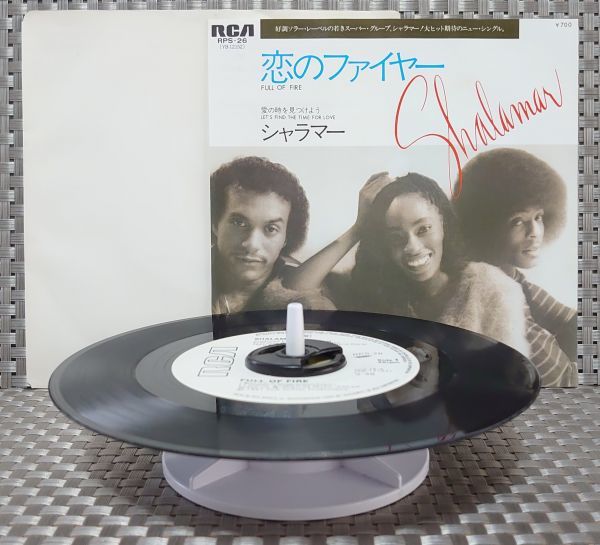 RCA
RPS-26
(YB-12152)
好調ソラー・レーベルの若きスーパー・グループ、シャラマー!大ヒット期待のニュー・シングル。
¥700
恋のファイヤー
FULL OF FIRE
愛の時を見つけよう
LET'S FIND THE TIME FOR LOVE
シャラマー
Shalamar
RCA
FULL OF FIRE